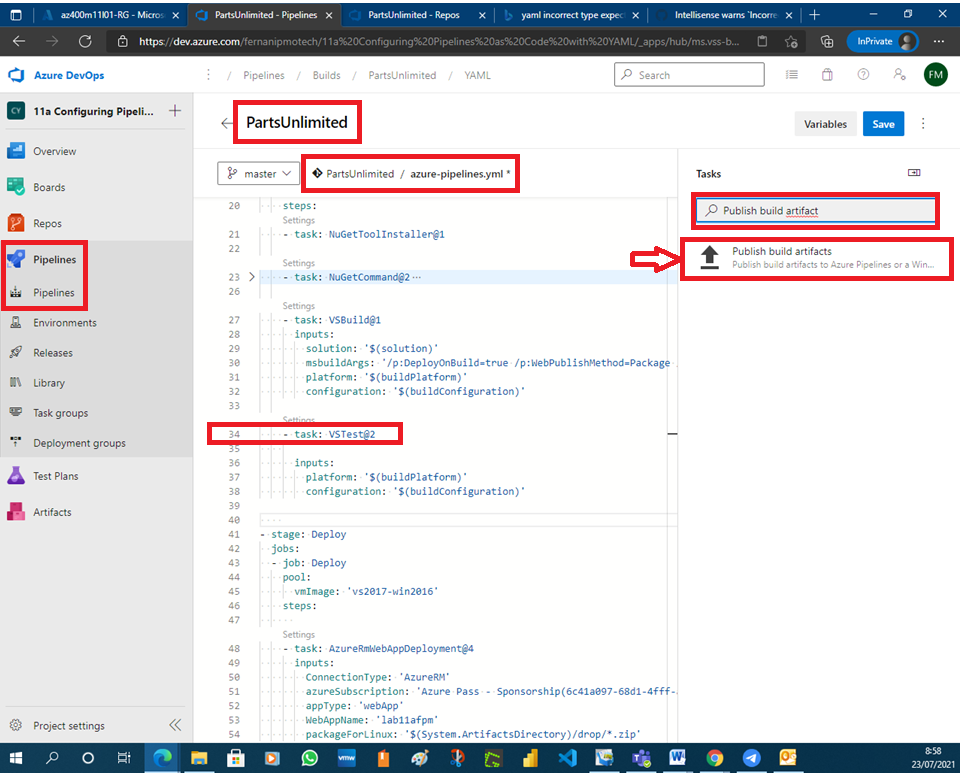 az400m11l01-RG - Micros
PartsUnlimited - Pipelines
PartsUnlimited - Repos
yaml incorrect type expec
Intellisense warns 'Incorre
https://dev.azure.com/fernanipmotech/11a%20Configuring%20Pipelines%20as%20Code%20with%20YAML/_apps/hub/ms.vss-b...
InPrivate
Azure DevOps
/ Pipelines / Builds / PartsUnlimited / YAML
Search
FM
CY
11a Configuring Pipeli...
PartsUnlimited
Variables
Save
Overview
Boards
Repos
Pipelines
Pipelines
Environments
Releases
Library
Task groups
Deployment groups
Test Plans
Artifacts
Project settings
master
PartsUnlimited / azure-pipelines.yml *
20 steps:
Settings
21 - task: NuGetToolInstaller@1
22
Settings
23 - task: NuGetCommand@2 ...
26
Settings
27 - task: VSBuild@1
28 inputs:
29 solution: '$(solution)'
30 msbuildArgs: '/p:DeployOnBuild=true /p:WebPublishMethod=Package
31 platform: '$(buildPlatform)'
32 configuration: '$(buildConfiguration)'
33
Settings
34 - task: VSTest@2
35
36 inputs:
37 platform: '$(buildPlatform)'
38 configuration: '$(buildConfiguration)'
39
40
41 - stage: Deploy
42 jobs:
43 - job: Deploy
44 pool:
45 vmImage: 'vs2017-win2016'
46 steps:
47
Settings
48 - task: AzureRmWebAppDeployment@4
49 inputs:
50 ConnectionType: 'AzureRM'
51 azureSubscription: 'Azure Pass - Sponsorship(6c41a097-68d1-4fff-
52 appType: 'webApp'
53 WebAppName: 'lab11afpm'
54 packageForLinux: '$(System.ArtifactsDirectory)/drop/*.zip'
Tasks
Publish build artifact
Publish build artifacts
Publish build artifacts to Azure Pipelines or a Win...
vmw
8:58
23/07/2021